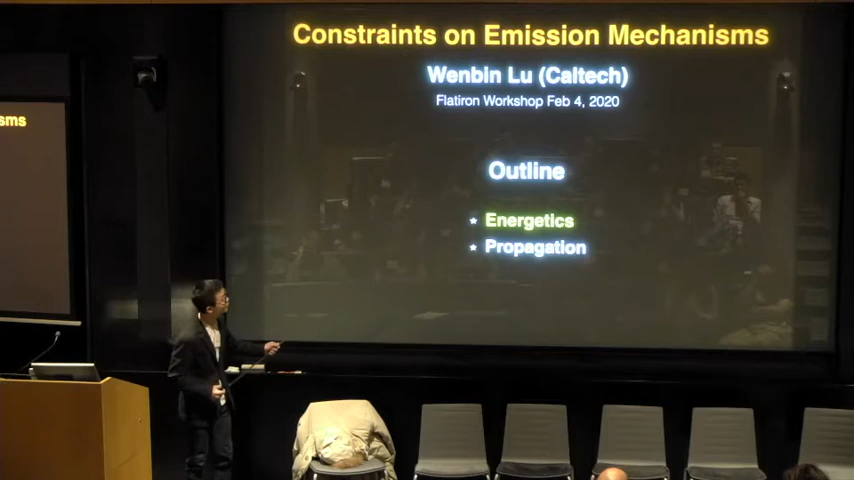 Constraints on Emission Mechanisms
Wenbin Lu (Caltech)
Flatiron Workshop Feb 4, 2020
sms
Outline
Energetics
Propagation